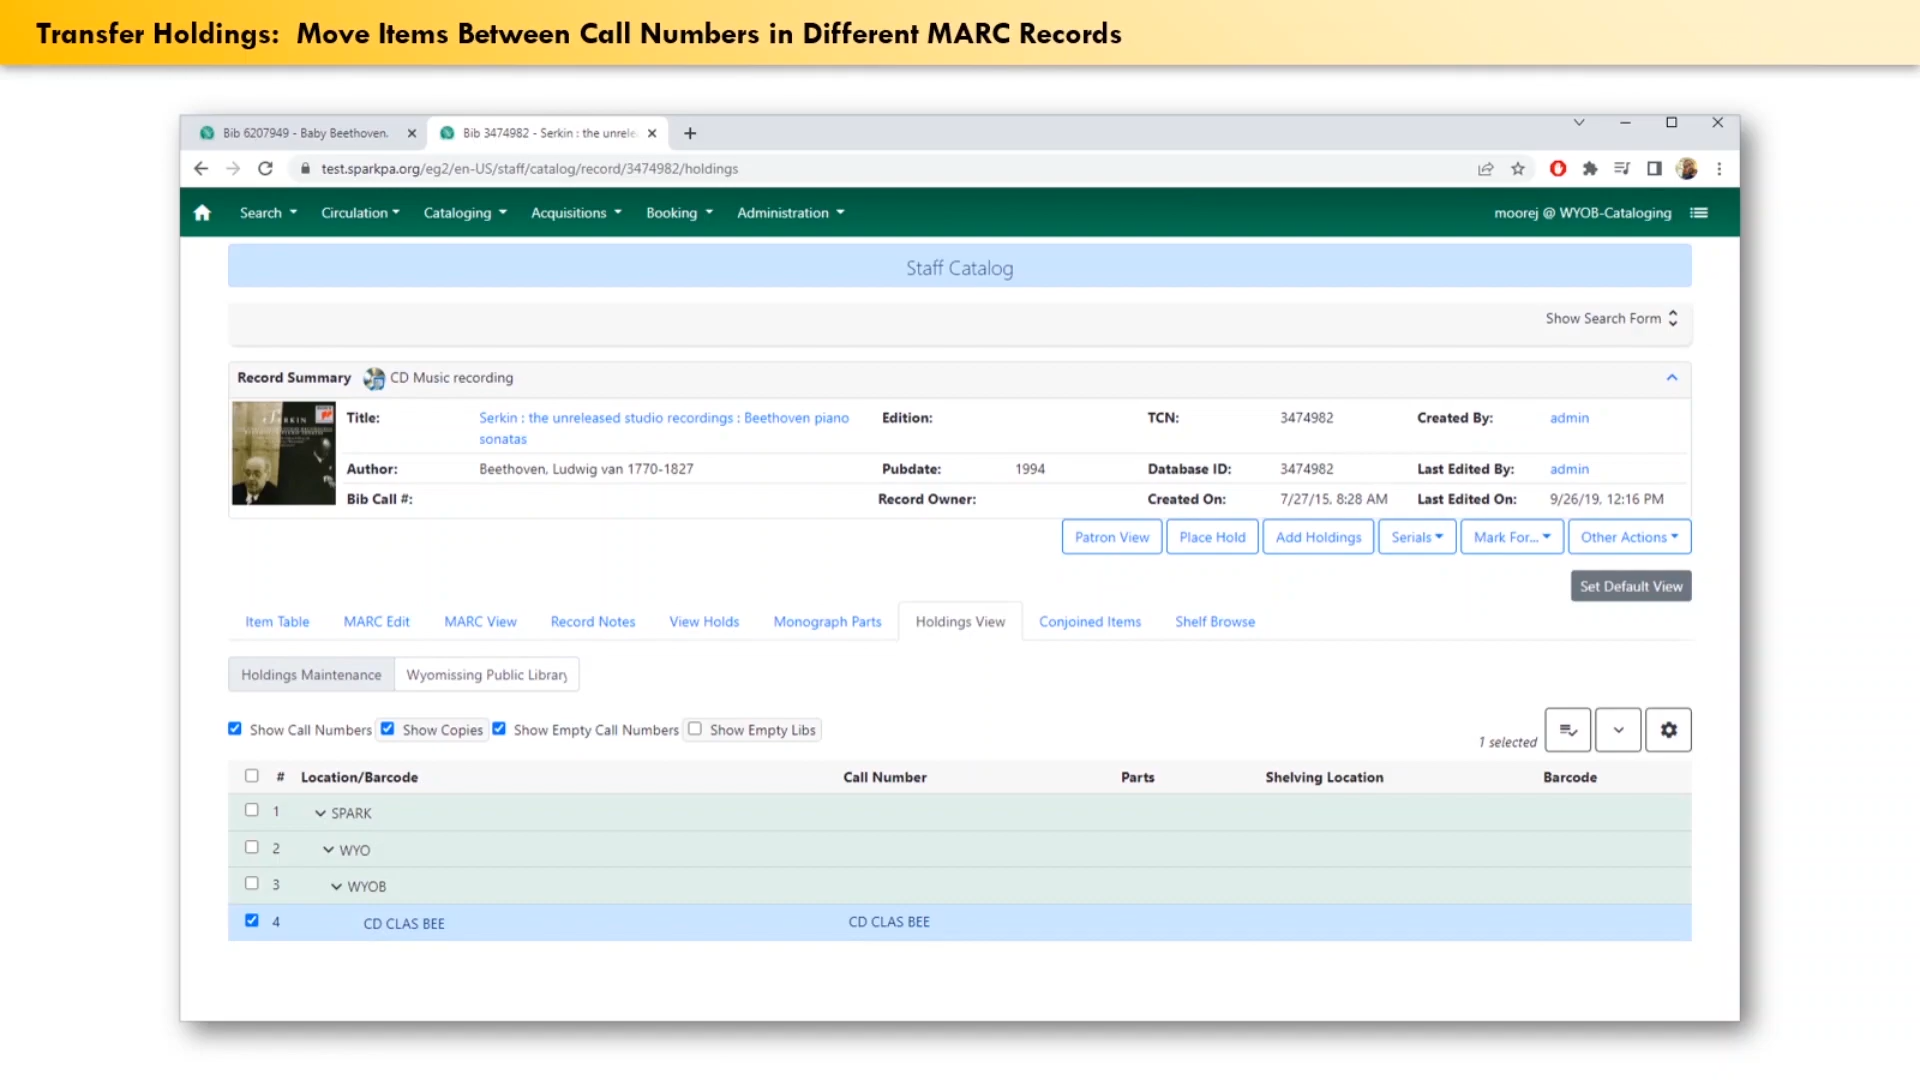 Transfer Holdings: Move Items Between Call Numbers in Different MARC Records
Bib 6207949 - Baby Beethoven.
Bib 3474982 - Serkin : the unrele
test.sparkpa.org/eg2/en-US/staff/catalog/record/3474982/holdings
Search Circulation Cataloging Acquisitions Booking Administration moorej @ WYOB-Cataloging
Staff Catalog
Show Search Form
Record Summary CD Music recording
Title: Serkin : the unreleased studio recordings : Beethoven piano Edition: TCN: 3474982 Created By: admin
sonatas
Author: Beethoven, Ludwig van 1770-1827 Pubdate: 1994 Database ID: 3474982 Last Edited By: admin
Bib Call #: Record Owner: Created On: 7/27/15, 8:28 AM Last Edited On: 9/26/19, 12:16 PM
SERKIN
Patron View Place Hold Add Holdings Serials Mark For... Other Actions
Set Default View
Item Table MARC Edit MARC View Record Notes View Holds Monograph Parts Holdings View Conjoined Items Shelf Browse
Holdings Maintenance Wyomissing Public Library
Show Call Numbers Show Copies Show Empty Call Numbers Show Empty Libs 1 selected
# Location/Barcode Call Number Parts Shelving Location Barcode
1 SPARK
2 WYO
3 WYOB
4 CD CLAS BEE CD CLAS BEE